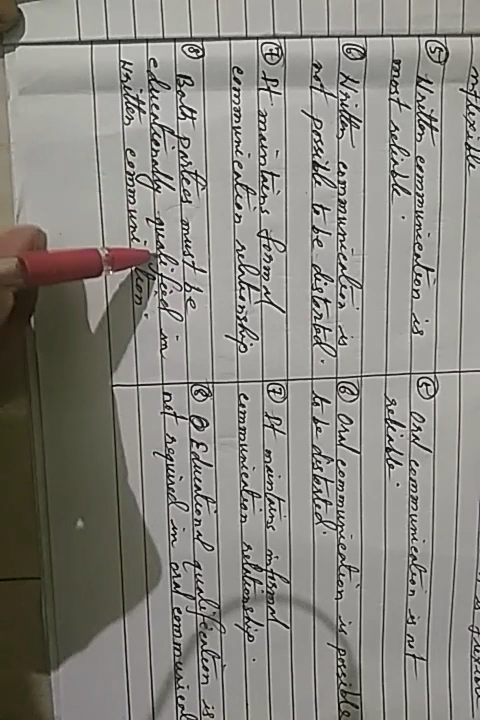 inflexible
⑤ Written communication is
most reliable.
⑥ Written communication is
not possible to be distorted.
⑦ It maintains formal
communication relationship
⑧ Both parties must be
educationally qualified in
written communication.
is flexible
⑤ Oral communication is not
reliable.
⑥ Oral communication is possible
to be distorted.
⑦ It maintains informal
communication relationship.
⑧ Educational qualification is
not required in oral communicat